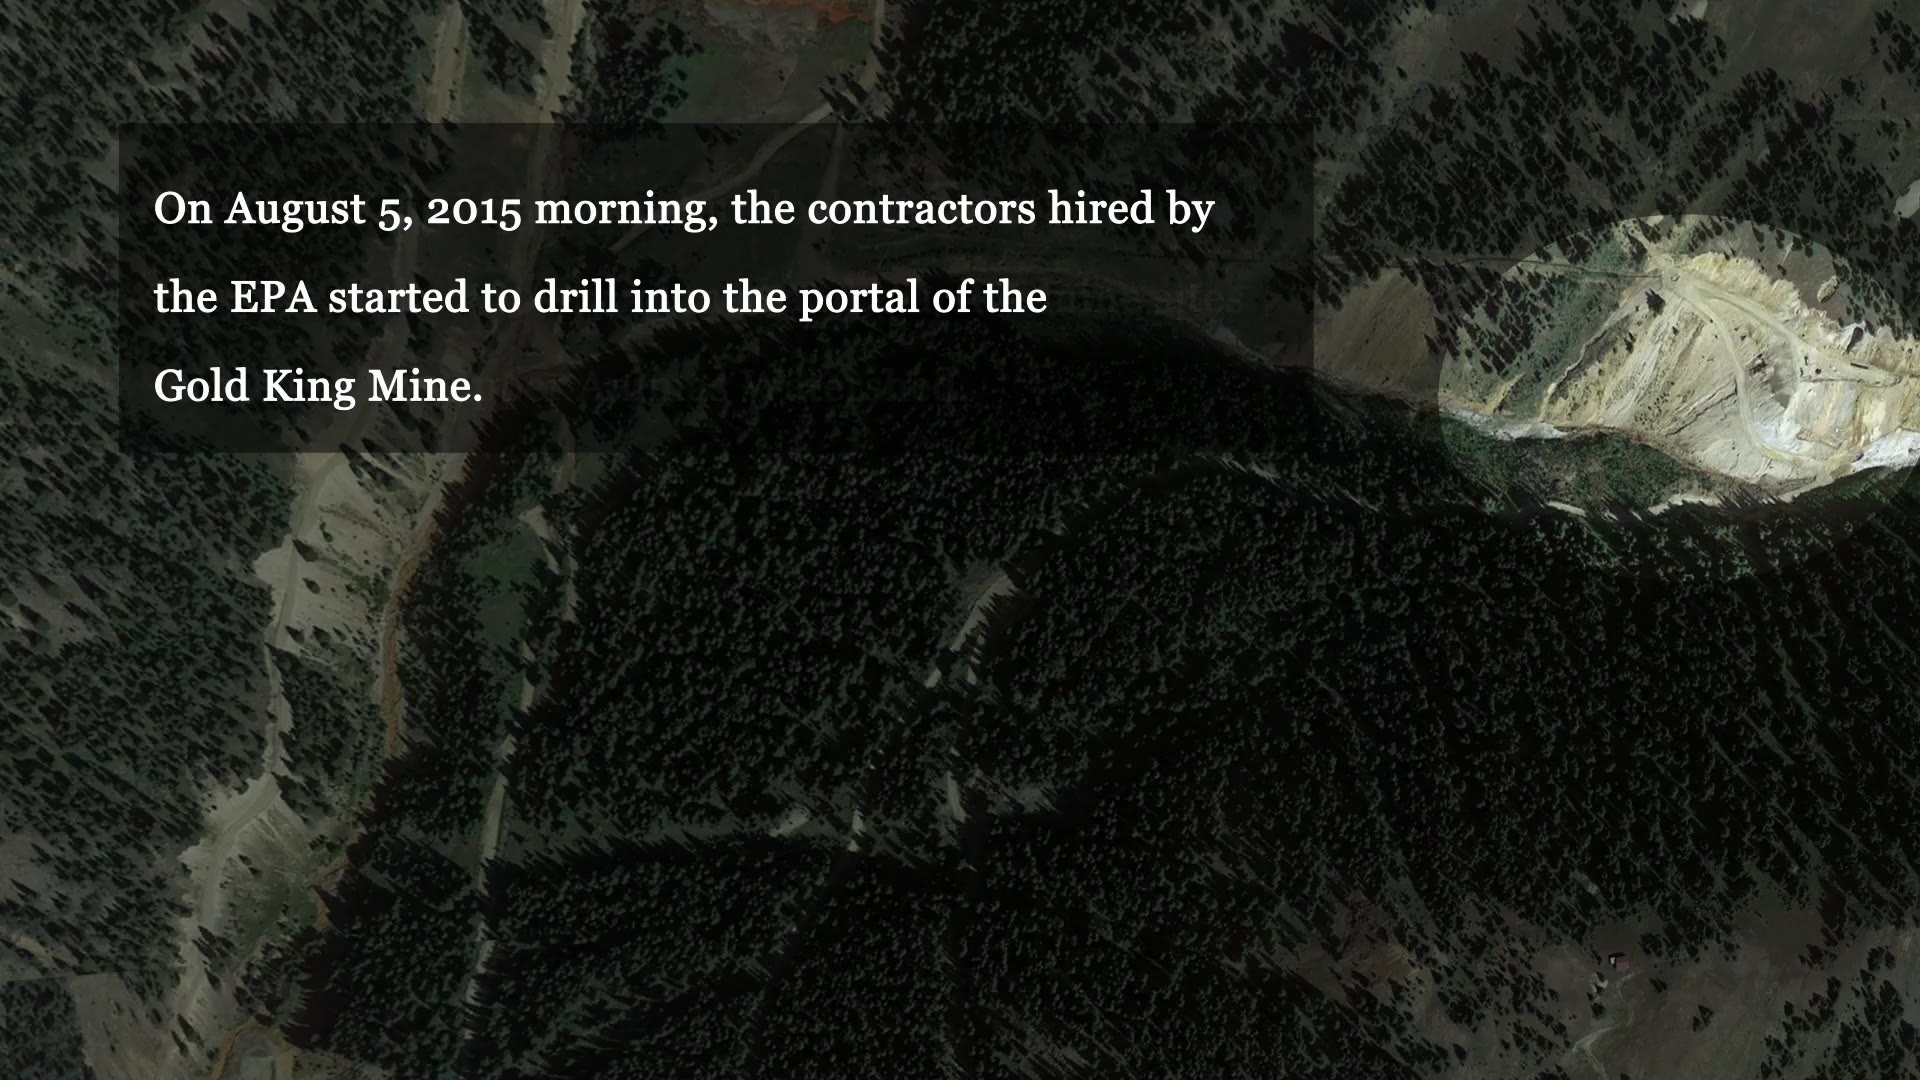 On August 5, 2015 morning, the contractors hired by
the EPA started to drill into the portal of the
Gold King Mine.